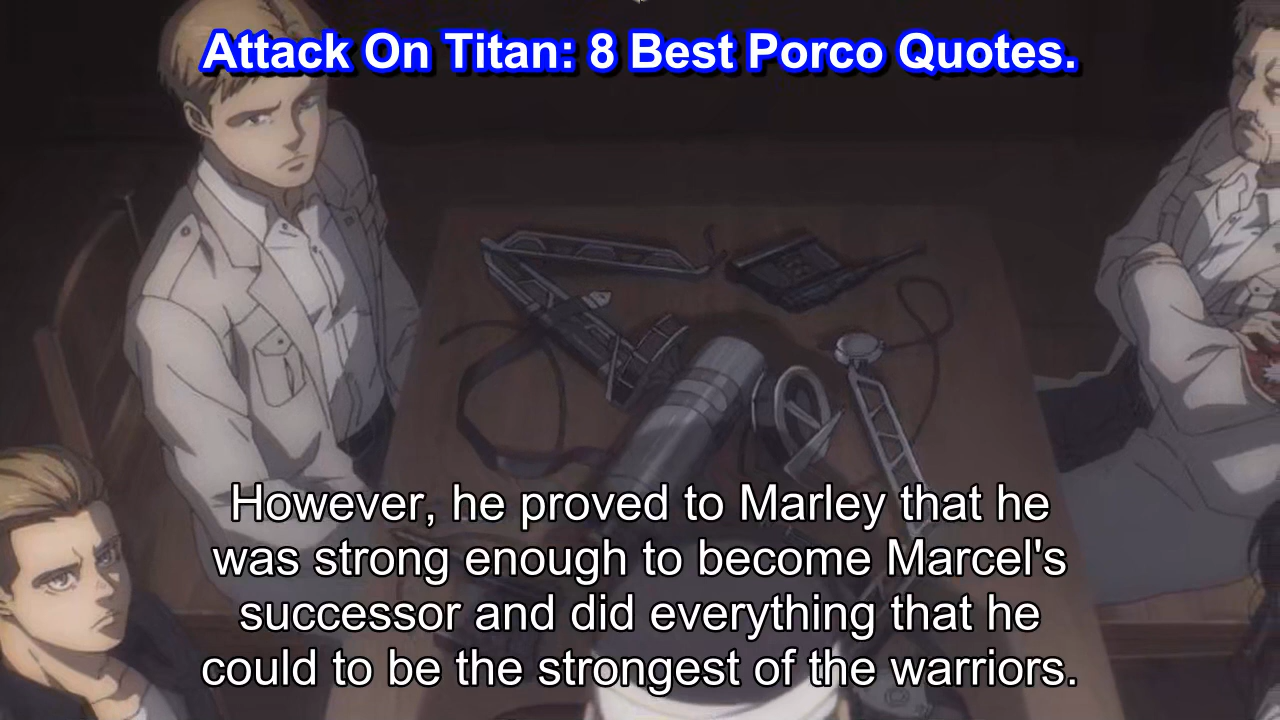 Attack On Titan: 8 Best Porco Quotes.
However, he proved to Marley that he
was strong enough to become Marcel's
successor and did everything that he
could to be the strongest of the warriors.